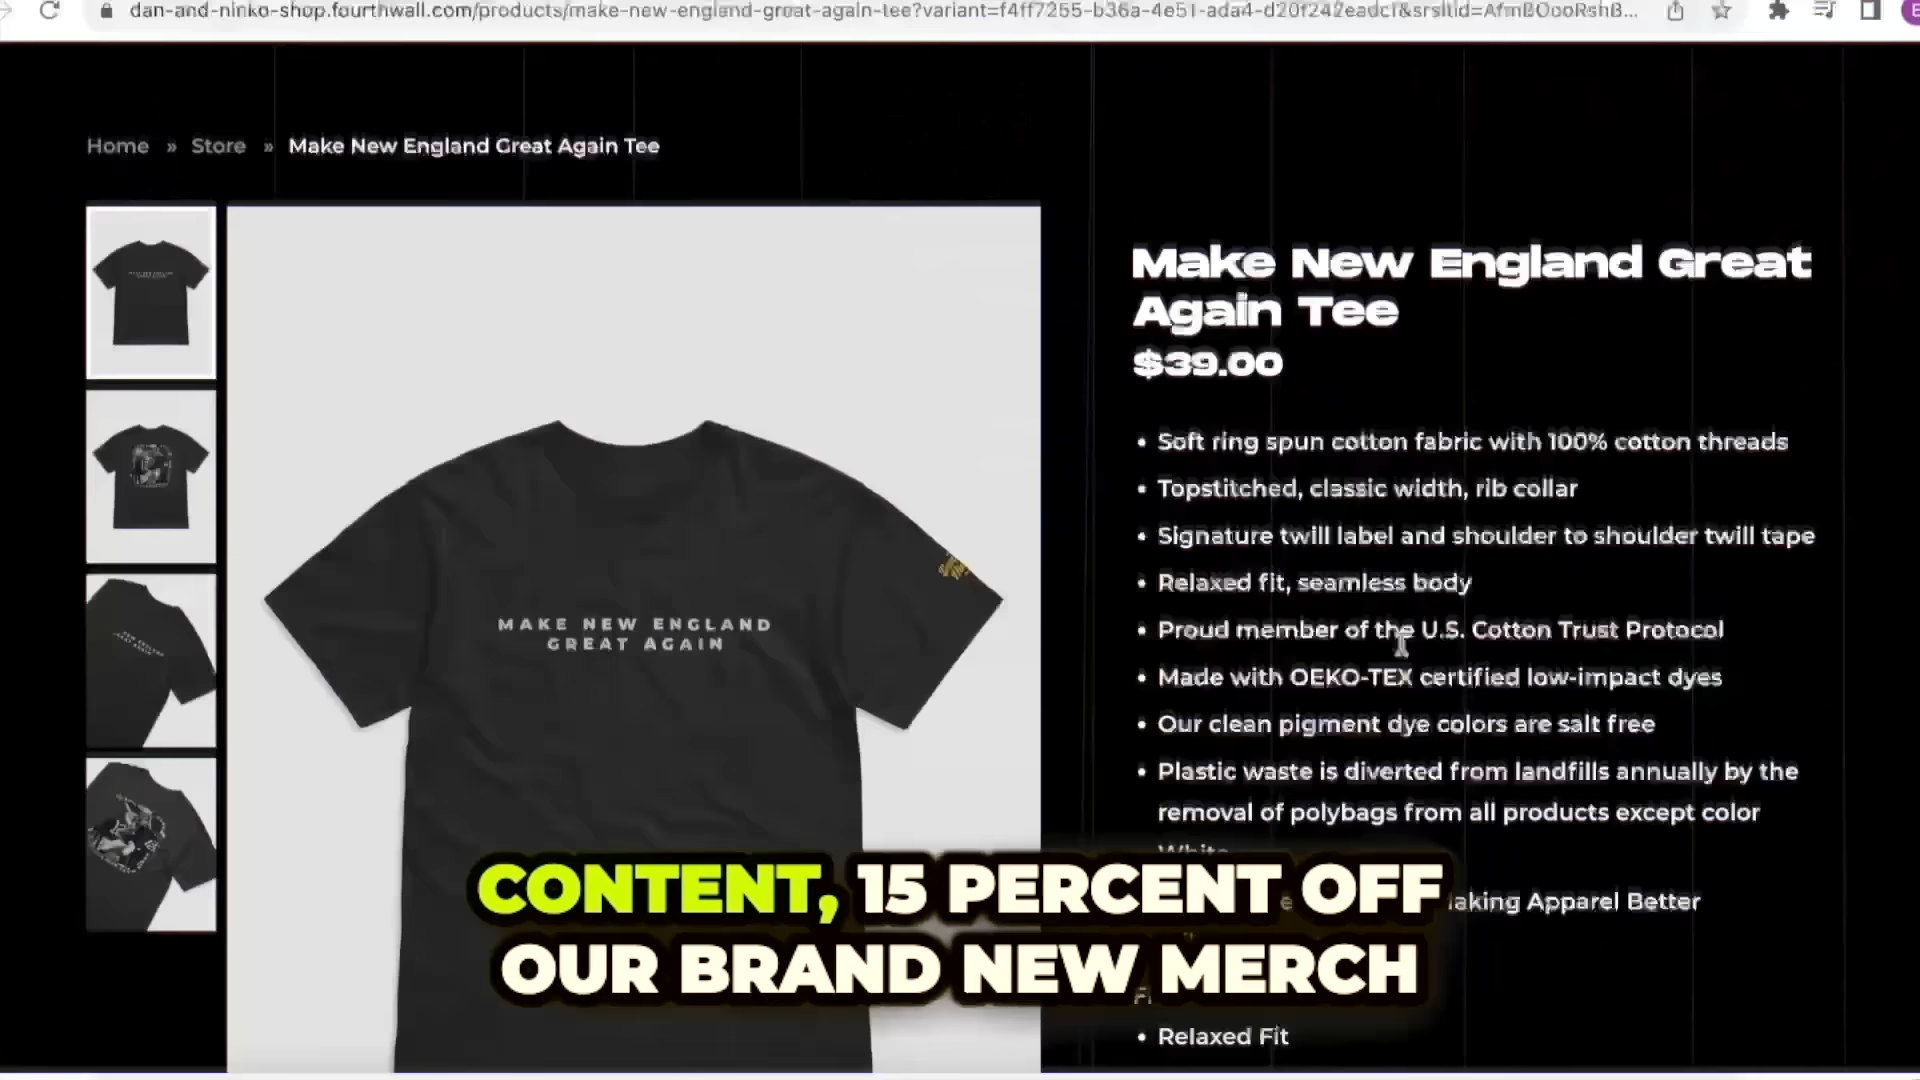 dan-and-ninko-shop.fourthwall.com/products/make-new-england-great-again-tee?variant=f4ff7255-b36a-4e51-ada4-d20f242eadc1&srsltid=AfmBOooRshB...
Home » Store » Make New England Great Again Tee
Make New England Great
Again Tee
$39.00
• Soft ring spun cotton fabric with 100% cotton threads
• Topstitched, classic width, rib collar
• Signature twill label and shoulder to shoulder twill tape
• Relaxed fit, seamless body
• Proud member of the U.S. Cotton Trust Protocol
• Made with OEKO-TEX certified low-impact dyes
• Our clean pigment dye colors are salt free
• Plastic waste is diverted from landfills annually by the
removal of polybags from all products except color
White
Apparel Better
• Relaxed Fit
MAKE NEW ENGLAND
GREAT AGAIN
CONTENT, 15 PERCENT OFF
OUR BRAND NEW MERCH